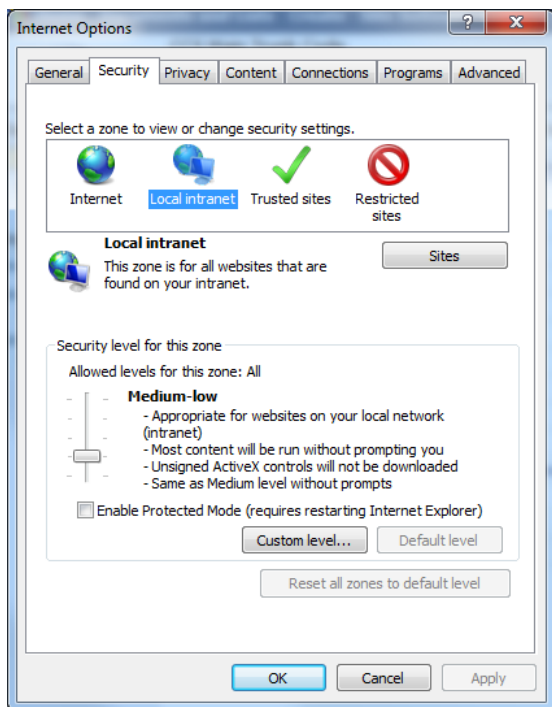 Internet Options
General Security Privacy Content Connections Programs Advanced
Select a zone to view or change security settings.
Internet Local intranet Trusted sites Restricted
sites
Local intranet
This zone is for all websites that are
found on your intranet.
Sites
Security level for this zone
Allowed levels for this zone: All
Medium-low
- Appropriate for websites on your local network
(intranet)
- Most content will be run without prompting you
- Unsigned ActiveX controls will not be downloaded
- Same as Medium level without prompts
Enable Protected Mode (requires restarting Internet Explorer)
Custom level... Default level
Reset all zones to default level
OK Cancel Apply